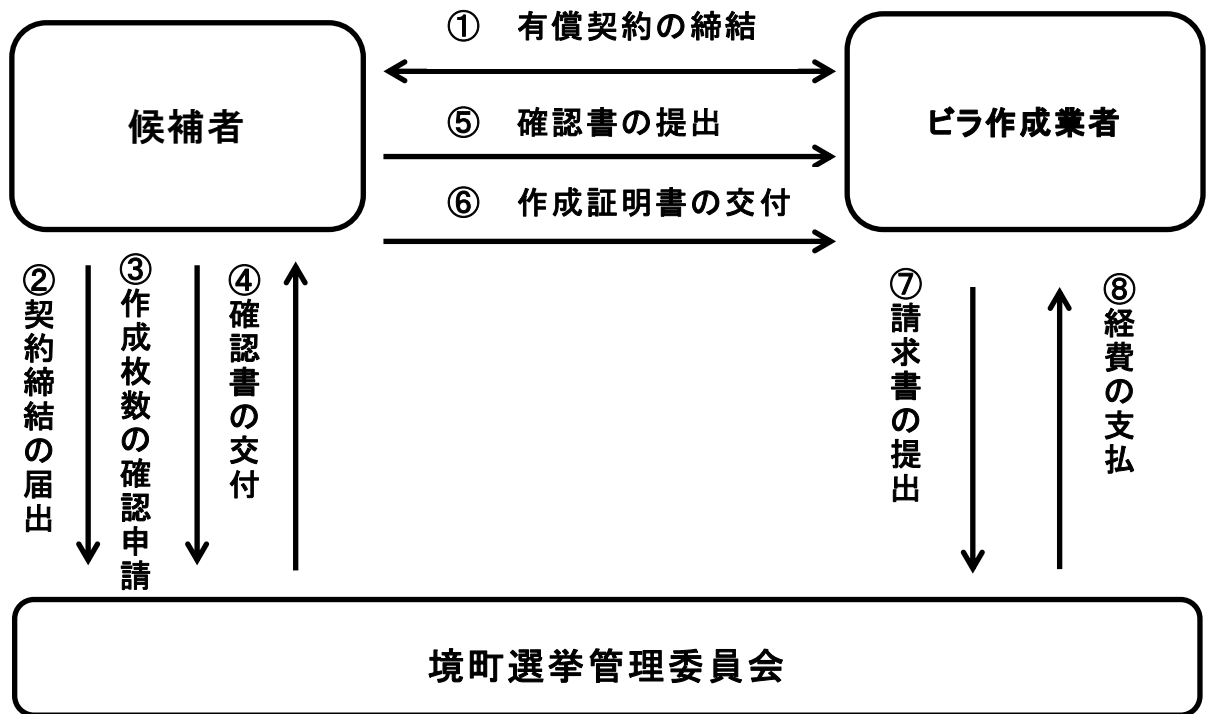 ① 有償契約の締結
候補者
ビラ作成業者
⑤ 確認書の提出
⑥ 作成証明書の交付
②契約締結の届出
③作成枚数の確認申請
④確認書の交付
⑦請求書の提出
⑧経費の支払
境町選挙管理委員会